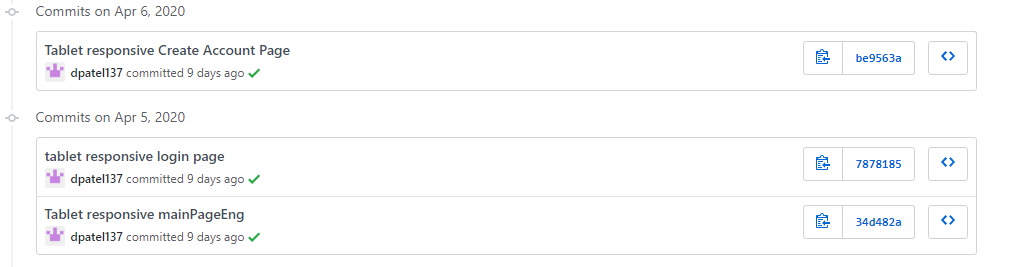 Commits on Apr 6, 2020
Tablet responsive Create Account Page
be9563a
dpatel137 committed 9 days ago
Commits on Apr 5, 2020
tablet responsive login page
7878185
dpatel137 committed 9 days ago
Tablet responsive mainPageEng
34d482a
dpatel137 committed 9 days ago